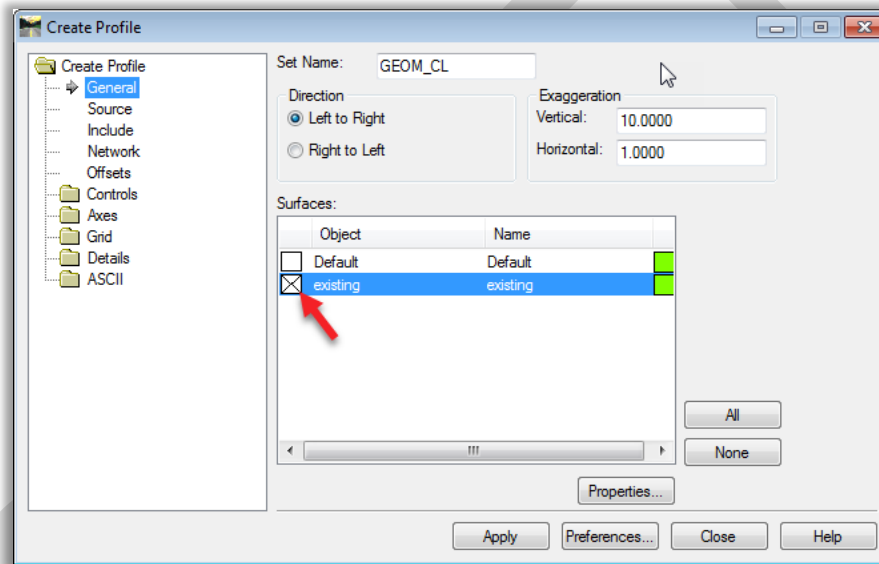 Create Profile
Create Profile
General
Source
Include
Network
Offsets
Controls
Axes
Grid
Details
ASCII
Set Name: GEOM_CL
Direction
Left to Right
Right to Left
Exaggeration
Vertical: 10.0000
Horizontal: 1.0000
Surfaces:
Object Name
Default Default
existing existing
All
None
Properties...
Apply Preferences... Close Help